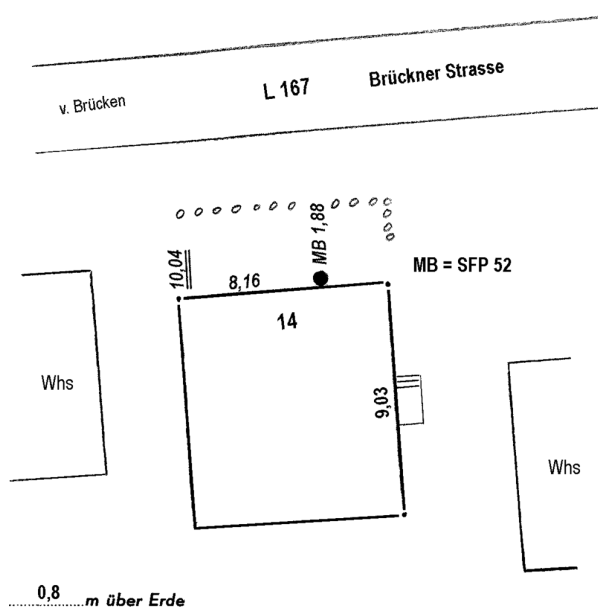 L 167 Brückner Strasse
v. Brücken
10,04
MB 1,88
8,16
MB = SFP 52
14
Whs
9,03
Whs
0,8 m über Erde